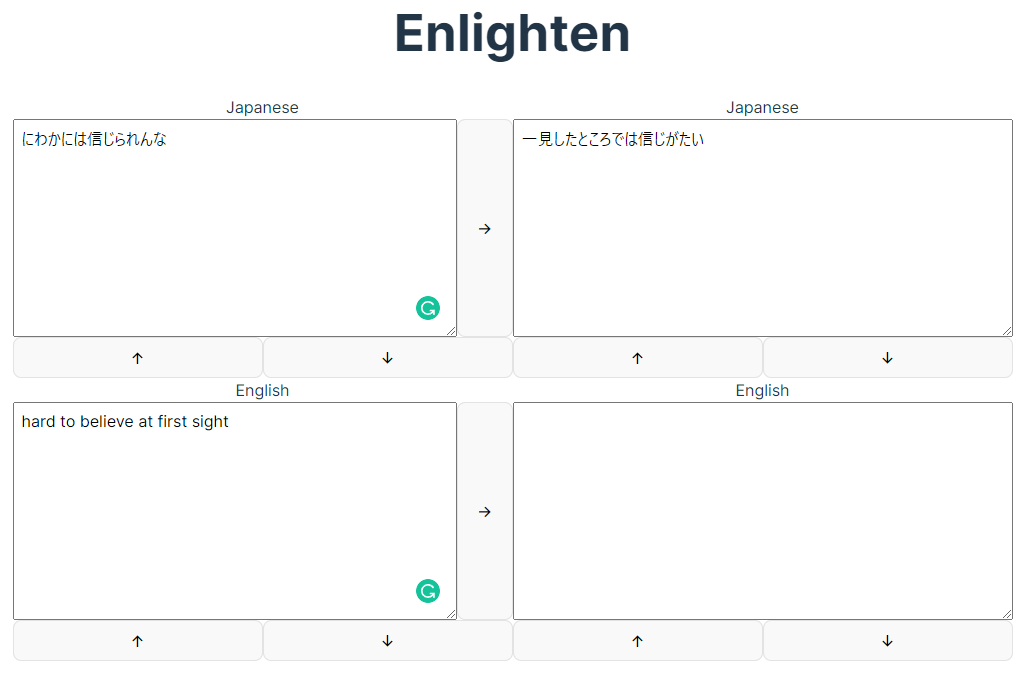 Enlighten
Japanese
にわかには信じられんな
→
Japanese
一見したところでは信じがたい
↑
↓
↑
↓
English
hard to believe at first sight
→
English
↑
↓
↑
↓